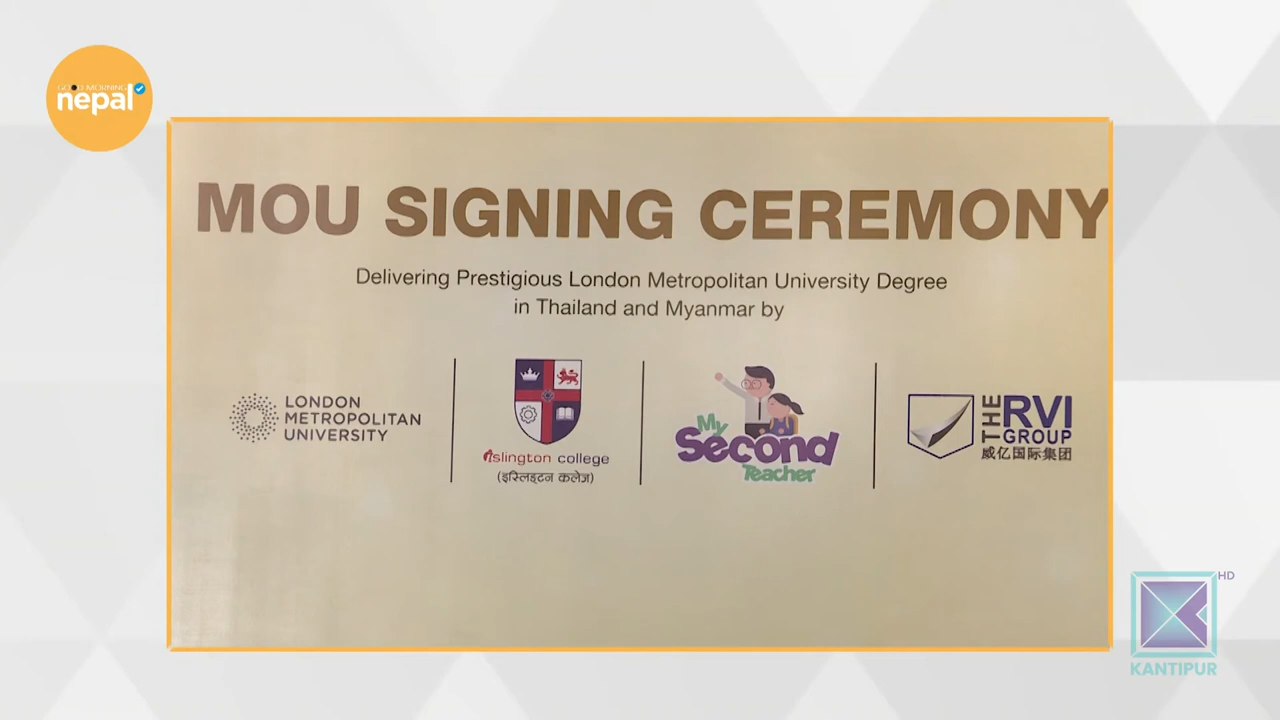 GOOD MORNING
nepal
MOU SIGNING CEREMONY
Delivering Prestigious London Metropolitan University Degree
in Thailand and Myanmar by
LONDON
METROPOLITAN
UNIVERSITY
islington college
(इस्लिङ्टन कलेज)
My
Second
Teacher
THE
RVI
GROUP
威亿国际集团
HD
KANTIPUR